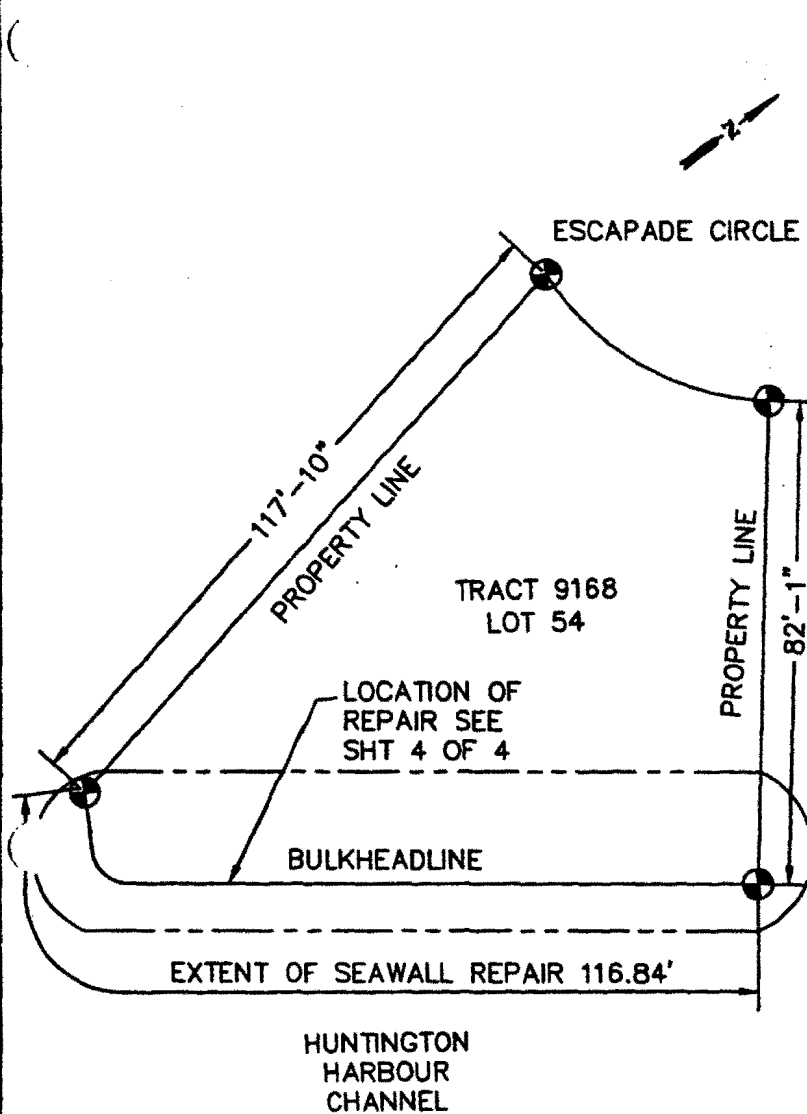 N
ESCAPADE CIRCLE
117'-10"
PROPERTY LINE
TRACT 9168
LOT 54
PROPERTY LINE
82'-1"
LOCATION OF
REPAIR SEE
SHT 4 OF 4
BULKHEADLINE
EXTENT OF SEAWALL REPAIR 116.84'
HUNTINGTON
HARBOUR
CHANNEL